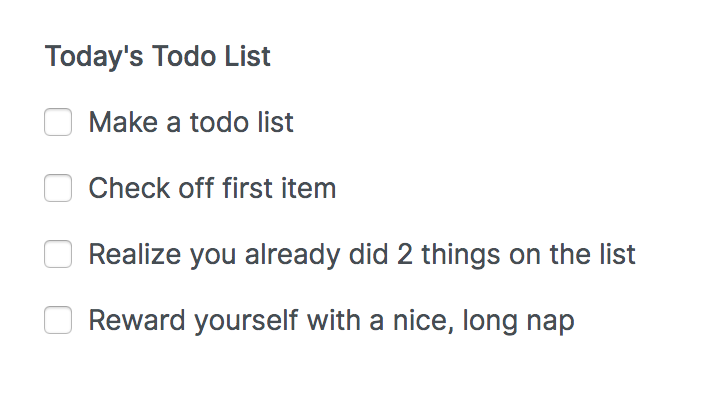 Today's Todo List
Make a todo list
Check off first item
Realize you already did 2 things on the list
Reward yourself with a nice, long nap